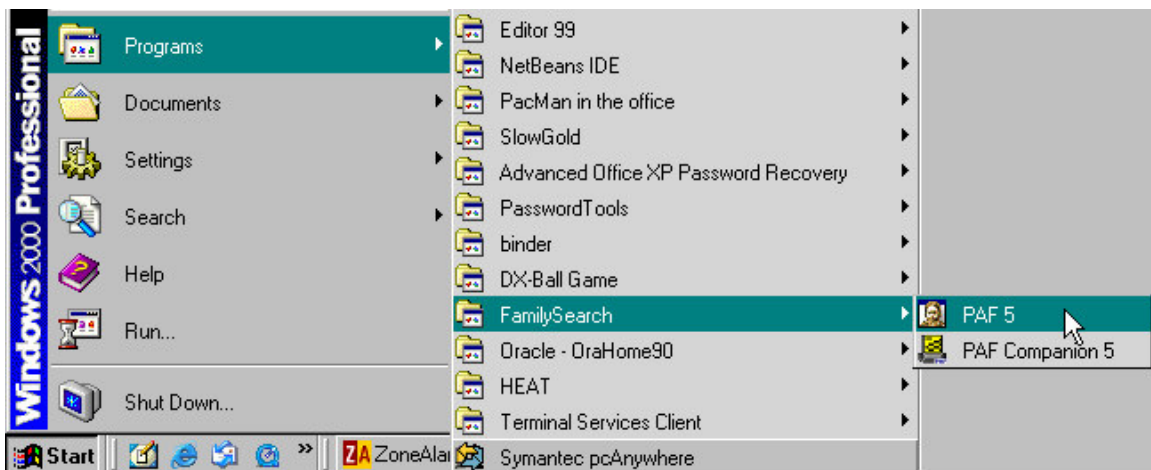 Windows 2000 Professional
Programs
Documents
Settings
Search
Help
Run...
Shut Down...
Editor 99
NetBeans IDE
PacMan in the office
SlowGold
Advanced Office XP Password Recovery
PasswordTools
binder
DX-Ball Game
FamilySearch
Oracle - OraHome90
HEAT
Terminal Services Client
Symantec pcAnywhere
PAF 5
PAF Companion 5
Start
»
ZA ZoneAla